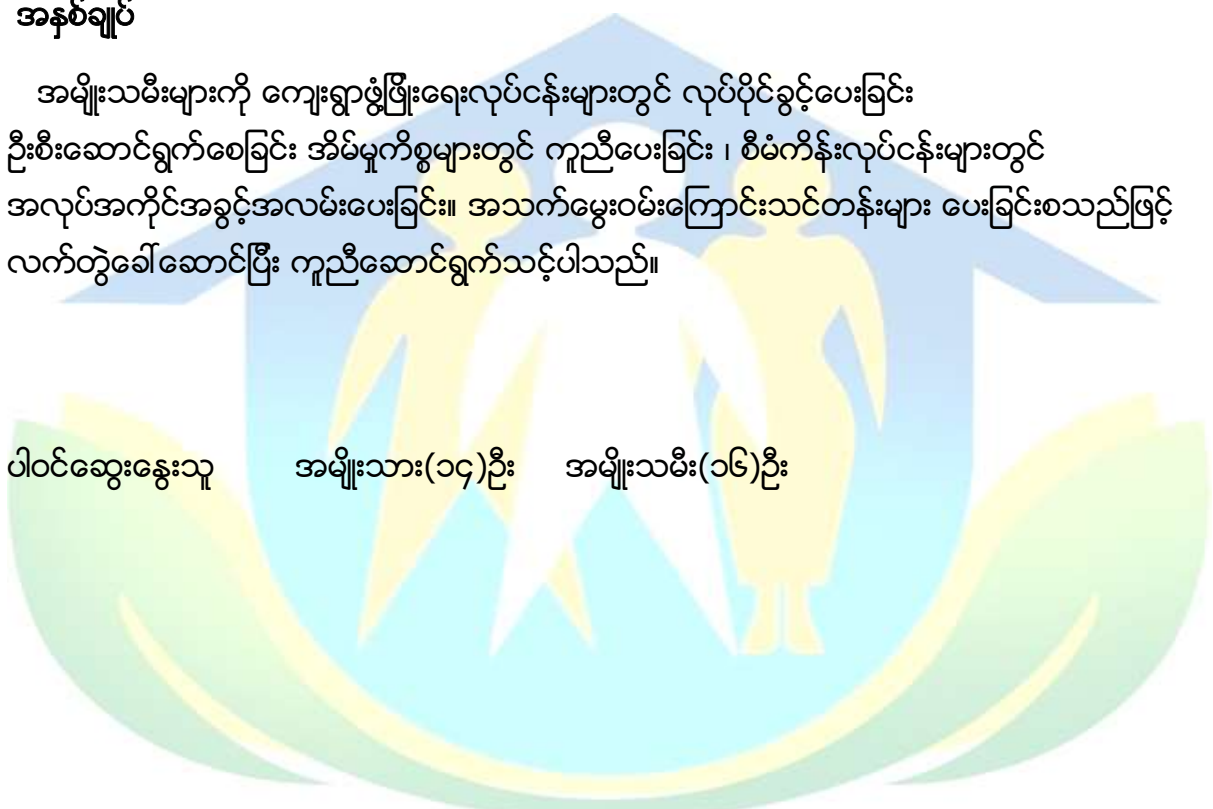 အနှစ်ချုပ်
အမျိုးသမီးများကို ကျေးရွာဖွံ့ဖြိုးရေးလုပ်ငန်းများတွင် လုပ်ပိုင်ခွင့်ပေးခြင်း
ဦးစီးဆောင်ရွက်စေခြင်း အိမ်မှုကိစ္စများတွင် ကူညီပေးခြင်း ၊ စီမံကိန်းလုပ်ငန်းများတွင်
အလုပ်အကိုင်အခွင့်အလမ်းပေးခြင်း။ အသက်မွေးဝမ်းကြောင်းသင်တန်းများ ပေးခြင်းစသည်ဖြင့်
လက်တွဲခေါ်ဆောင်ပြီး ကူညီဆောင်ရွက်သင့်ပါသည်။
ပါဝင်ဆွေးနွေးသူ အမျိုးသား(၁၄)ဦး အမျိုးသမီး(၁၆)ဦး